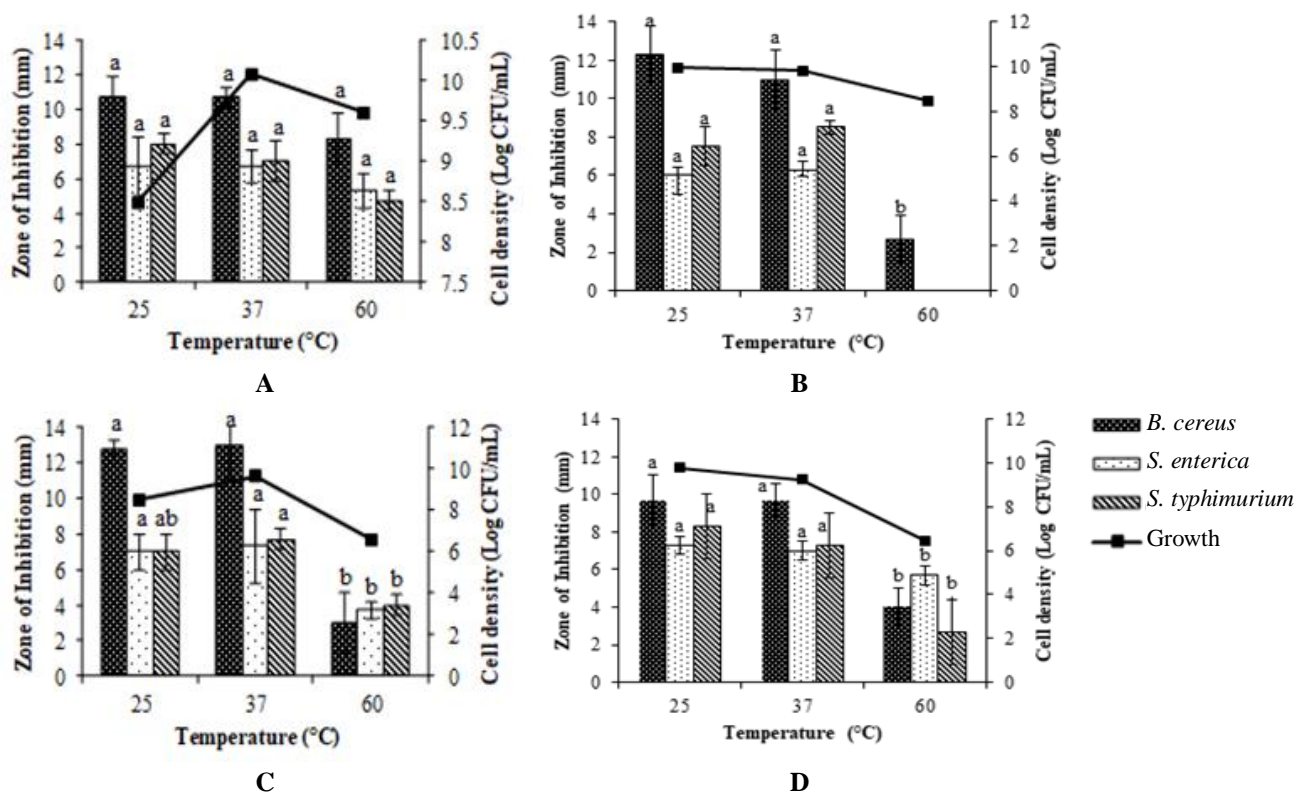 Zone of Inhibition (mm)
14
12
10
8
6
4
2
0
a
a
a
a
a
a
a
a
a
10.5
10
9.5
9
8.5
8
7.5
Cell density (Log CFU/mL)
25
37
60
Temperature (°C)
A
Zone of Inhibition (mm)
14
12
10
8
6
4
2
0
a
a
a
a
a
a
b
12
10
8
6
4
2
0
Cell density (Log CFU/mL)
25
37
60
Temperature (°C)
B
Zone of Inhibition (mm)
14
12
10
8
6
4
2
0
a
a
ab
a
a
a
b
b
b
12
10
8
6
4
2
0
Cell density (Log CFU/mL)
25
37
60
Temperature (°C)
C
Zone of Inhibition (mm)
14
12
10
8
6
4
2
0
a
a
a
a
a
a
b
b
b
12
10
8
6
4
2
0
Cell density (Log CFU/mL)
25
37
60
Temperature (°C)
D
B. cereus
S. enterica
S. typhimurium
Growth